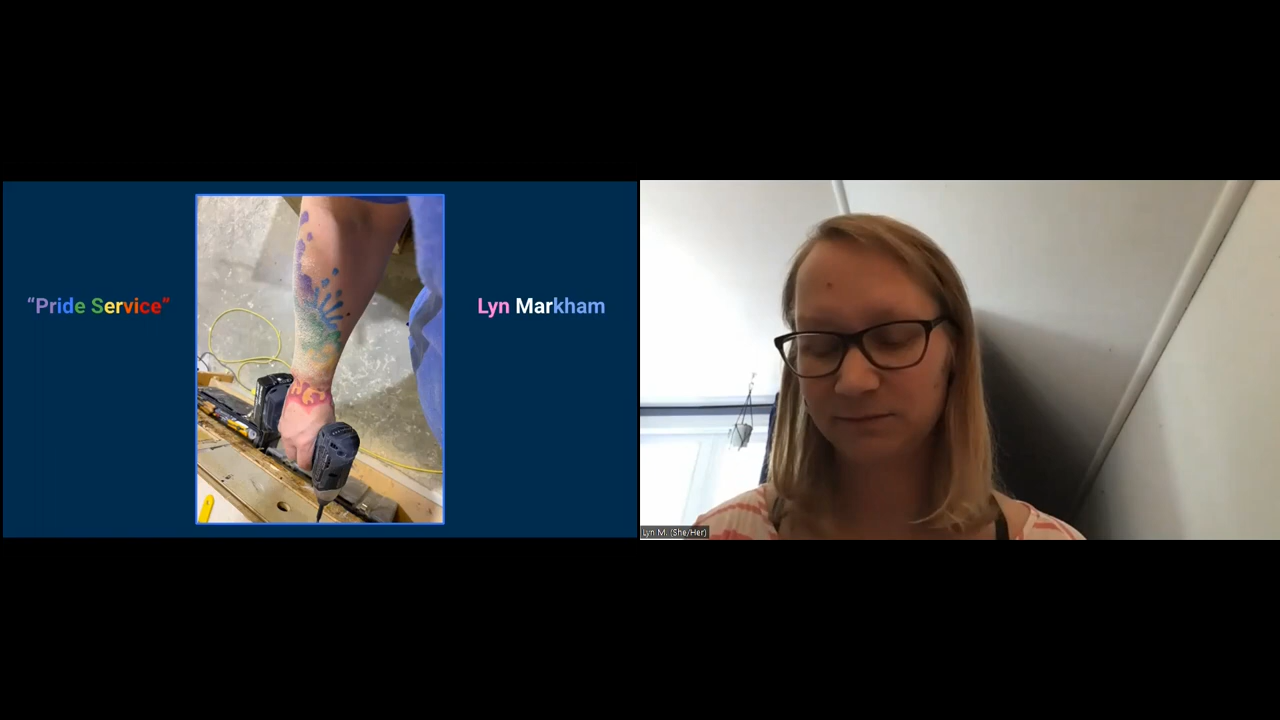 “Pride Service”
Lyn Markham
Lyn M. (She/Her)